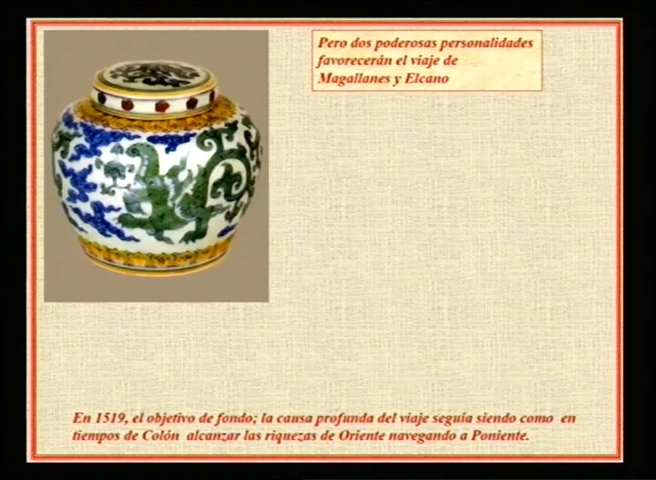 Pero dos poderosas personalidades
favorecerán el viaje de
Magallanes y Elcano
En 1519, el objetivo de fondo; la causa profunda del viaje seguía siendo como en
tiempos de Colón alcanzar las riquezas de Oriente navegando a Poniente.